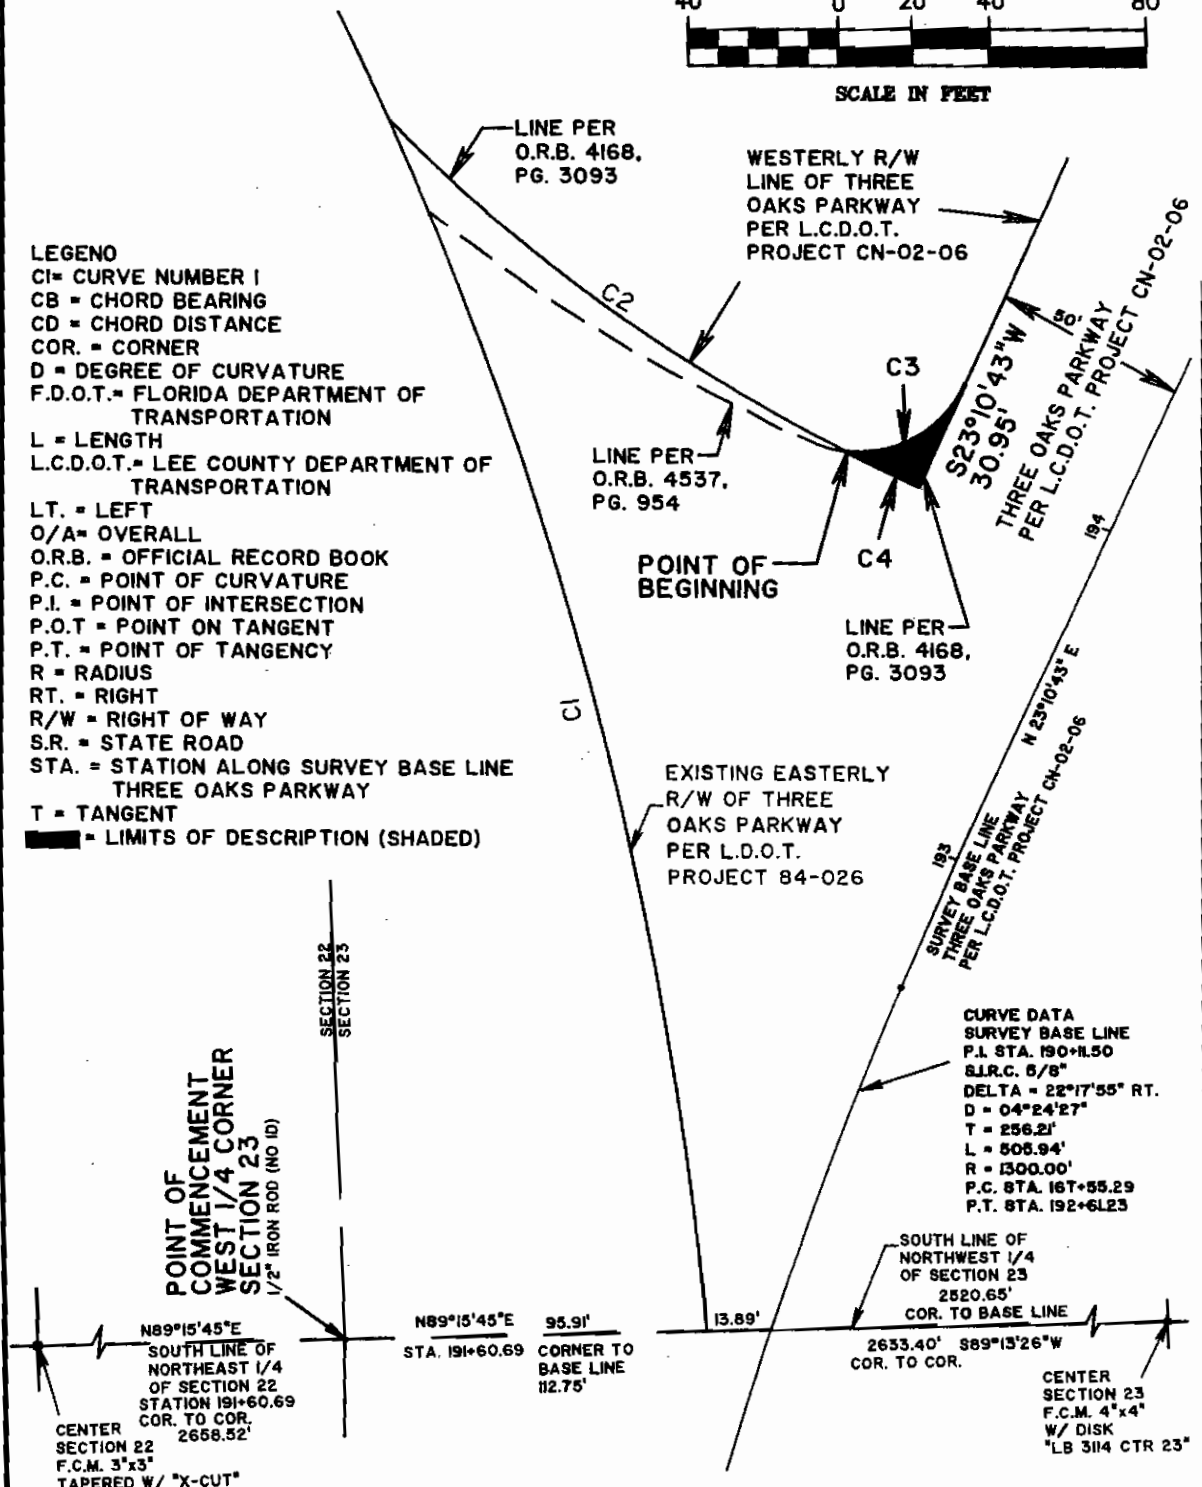 40 0 20 40 80
SCALE IN FEET
LINE PER
O.R.B. 4168,
PG. 3093
WESTERLY R/W
LINE OF THREE
OAKS PARKWAY
PER L.C.D.O.T.
PROJECT CN-02-06
LEGENO
C1= CURVE NUMBER 1
CB = CHORD BEARING
CD = CHORD DISTANCE
COR. = CORNER
D = DEGREE OF CURVATURE
F.D.O.T.= FLORIDA DEPARTMENT OF
TRANSPORTATION
L = LENGTH
L.C.D.O.T.= LEE COUNTY DEPARTMENT OF
TRANSPORTATION
LT. = LEFT
O/A= OVERALL
O.R.B. = OFFICIAL RECORD BOOK
P.C. = POINT OF CURVATURE
P.I. = POINT OF INTERSECTION
P.O.T = POINT ON TANGENT
P.T. = POINT OF TANGENCY
R = RADIUS
RT. = RIGHT
R/W = RIGHT OF WAY
S.R. = STATE ROAD
STA. = STATION ALONG SURVEY BASE LINE
THREE OAKS PARKWAY
T = TANGENT
= LIMITS OF DESCRIPTION (SHADED)
C2
C3
50'
S23°10'43"W
30.95'
THREE OAKS PARKWAY
PER L.C.D.O.T. PROJECT CN-02-06
LINE PER
O.R.B. 4537,
PG. 954
POINT OF
BEGINNING
C4
LINE PER
O.R.B. 4168,
PG. 3093
194
N 23°10'43" E
C1
EXISTING EASTERLY
R/W OF THREE
OAKS PARKWAY
PER L.D.O.T.
PROJECT 84-026
193
SURVEY BASE LINE
THREE OAKS PARKWAY
PER L.C.D.O.T. PROJECT CN-02-06
SECTION 22
SECTION 23
CURVE DATA
SURVEY BASE LINE
P.I. STA. 190+11.50
S.I.R.C. 5/8"
DELTA = 22°17'55" RT.
D = 04°24'27"
T = 256.21'
L = 505.94'
R = 1300.00'
P.C. STA. 187+55.29
P.T. STA. 192+61.23
POINT OF
COMMENCEMENT
WEST 1/4 CORNER
SECTION 23
1/2" IRON ROD (NO ID)
SOUTH LINE OF
NORTHWEST 1/4
OF SECTION 23
2520.65'
COR. TO BASE LINE
N89°15'45"E
SOUTH LINE OF
NORTHEAST 1/4
OF SECTION 22
STATION 191+60.69
COR. TO COR.
2658.52'
N89°15'45"E 95.91'
STA. 191+60.69 CORNER TO
BASE LINE
112.75'
13.89'
2633.40' S89°13'26"W
COR. TO COR.
CENTER
SECTION 22
F.C.M. 3"x3"
TAPERED W/ "X-CUT"
CENTER
SECTION 23
F.C.M. 4"x4"
W/ DISK
"LB 3114 CTR 23"